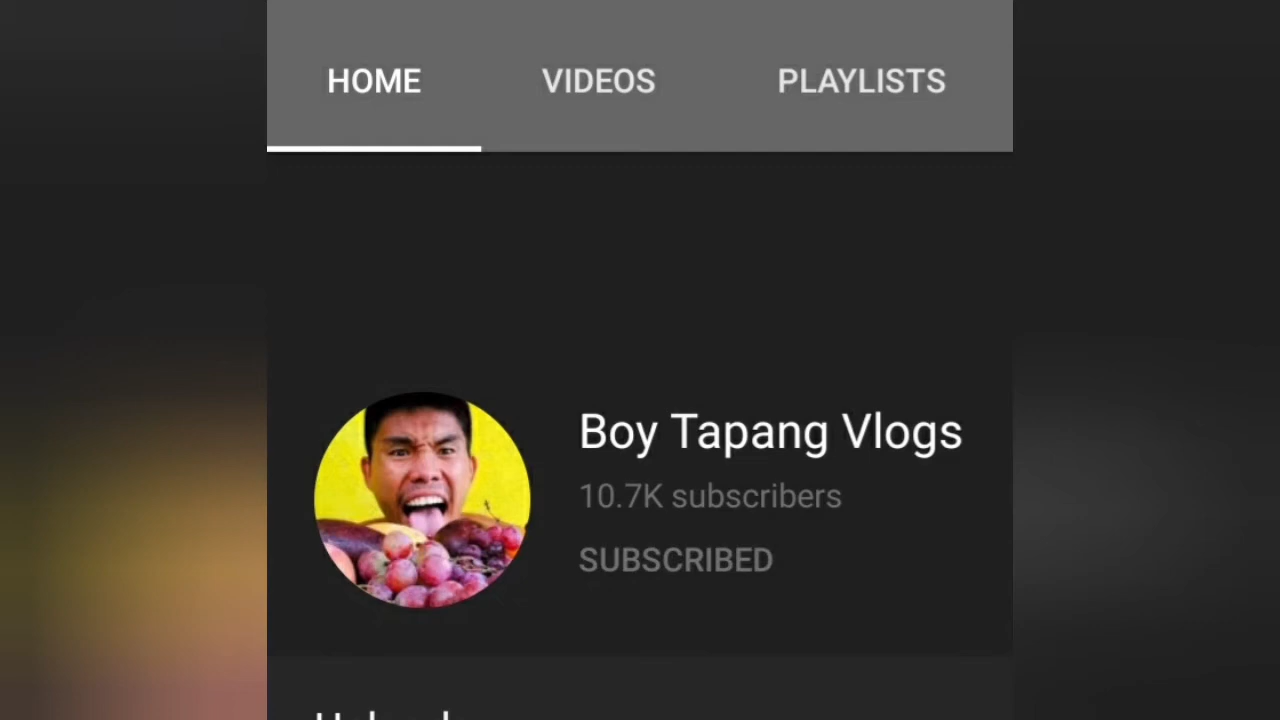 HOME VIDEOS PLAYLISTS
Boy Tapang Vlogs
10.7K subscribers
SUBSCRIBED